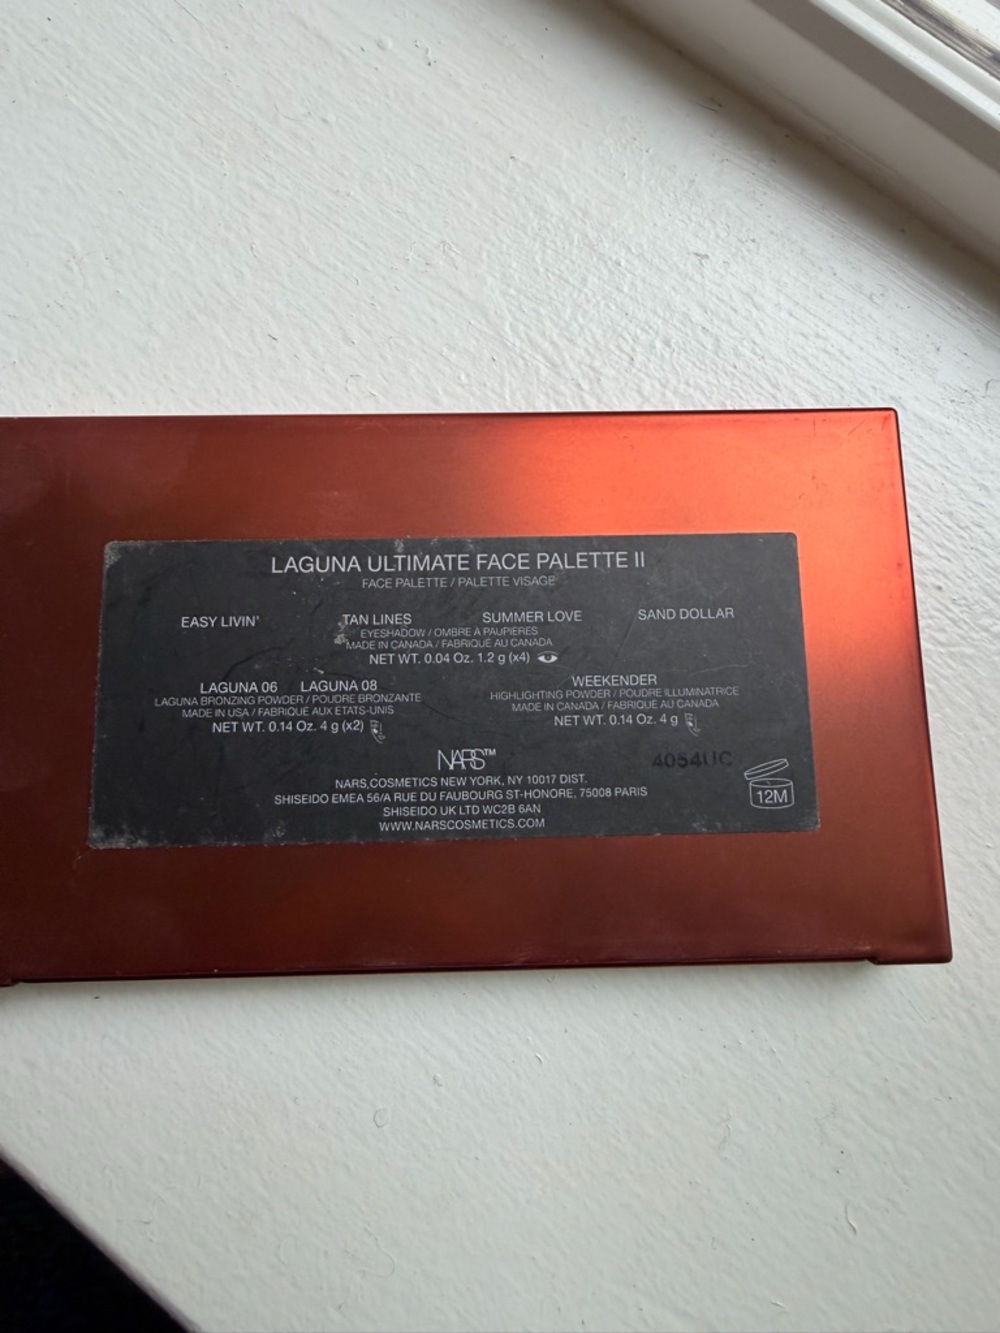 LAGUNA ULTIMATE FACE PALETTE II
FACE PALETTE / PALETTE VISAGE
EASY LIVIN' TAN LINES SUMMER LOVE SAND DOLLAR
EYESHADOW / OMBRE À PAUPIÈRES
MADE IN CANADA / FABRIQUÉ AU CANADA
NET WT. 0.04 Oz. 1.2 g (x4)
LAGUNA 06 LAGUNA 08
LAGUNA BRONZING POWDER / POUDRE BRONZANTE
MADE IN USA / FABRIQUÉ AUX ÉTATS-UNIS
NET WT. 0.14 Oz. 4 g (x2)
WEEKENDER
HIGHLIGHTING POWDER / POUDRE ILLUMINATRICE
MADE IN CANADA / FABRIQUÉ AU CANADA
NET WT. 0.14 Oz. 4 g
NARS™
4054UC
12M
NARS COSMETICS NEW YORK, NY 10017 DIST.
SHISEIDO EMEA 56/A RUE DU FAUBOURG ST-HONORE, 75008 PARIS
SHISEIDO UK LTD WC2B 6AN
WWW.NARSCOSMETICS.COM